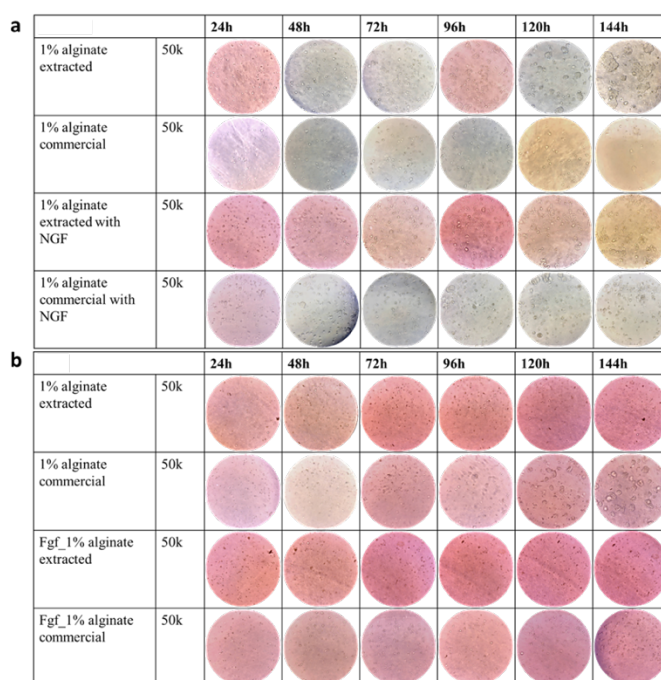 a
24h 48h 72h 96h 120h 144h
1% alginate 50k
extracted
1% alginate 50k
commercial
1% alginate 50k
extracted with
NGF
1% alginate 50k
commercial with
NGF
b
24h 48h 72h 96h 120h 144h
1% alginate 50k
extracted
1% alginate 50k
commercial
Fgf_1% alginate 50k
extracted
Fgf_1% alginate 50k
commercial